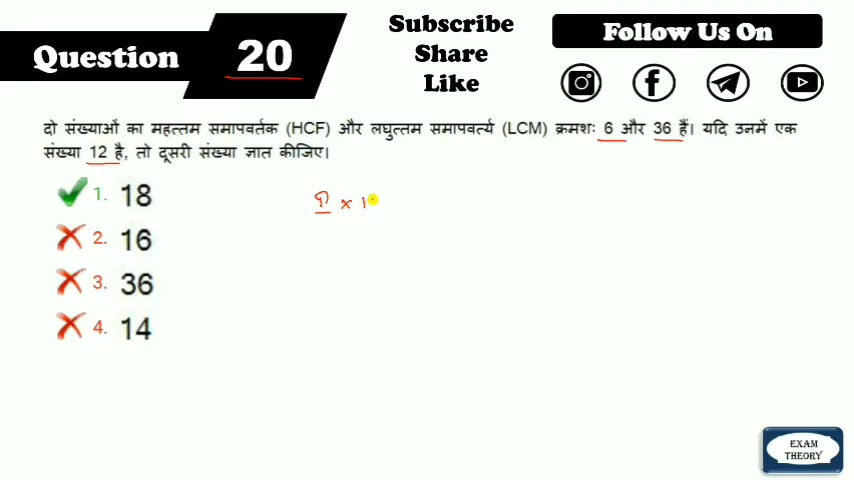 Question 20
Subscribe
Share
Like
Follow Us On
दो संख्याओं का महत्तम समापवर्तक (HCF) और लघुत्तम समापवर्त्य (LCM) क्रमशः 6 और 36 हैं। यदि उनमें एक
संख्या 12 है, तो दूसरी संख्या ज्ञात कीजिए।
1. 18
2. 16
3. 36
4. 14
× 1
EXAM
THEORY